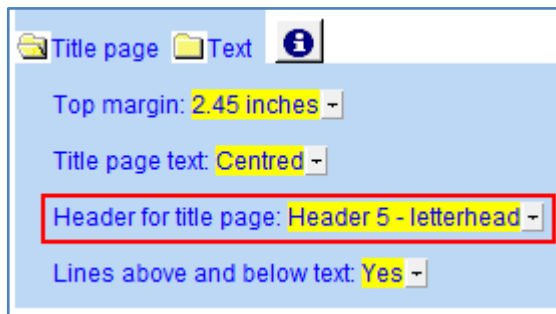 Title page Text
Top margin: 2.45 inches
Title page text: Centred
Header for title page: Header 5 - letterhead
Lines above and below text: Yes